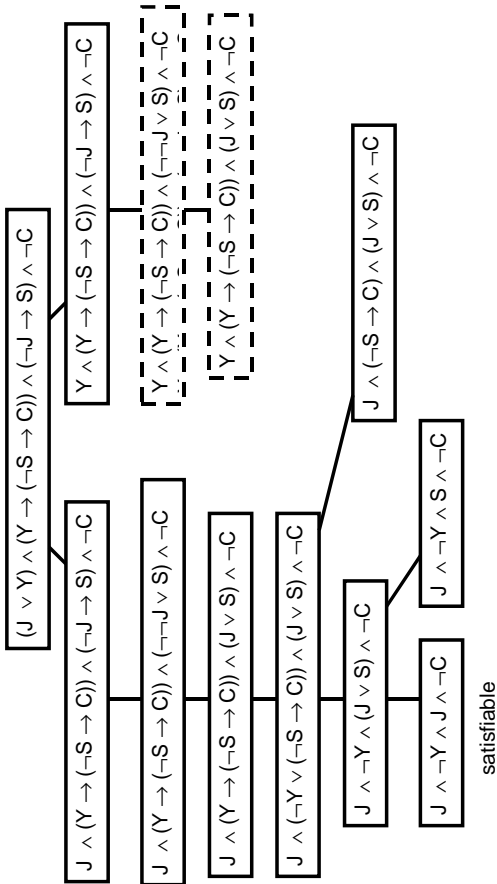 (J ∨ Y) ∧ (Y → (¬S → C)) ∧ (¬J → S) ∧ ¬C
J ∧ (Y → (¬S → C)) ∧ (¬J → S) ∧ ¬C
Y ∧ (Y → (¬S → C)) ∧ (¬J → S) ∧ ¬C
J ∧ (Y → (¬S → C)) ∧ (¬¬J ∨ S) ∧ ¬C
Y ∧ (Y → (¬S → C)) ∧ (¬¬J ∨ S) ∧ ¬C
J ∧ (Y → (¬S → C)) ∧ (J ∨ S) ∧ ¬C
Y ∧ (Y → (¬S → C)) ∧ (J ∨ S) ∧ ¬C
J ∧ (¬Y ∨ (¬S → C)) ∧ (J ∨ S) ∧ ¬C
J ∧ ¬Y ∧ (J ∨ S) ∧ ¬C
J ∧ (¬S → C) ∧ (J ∨ S) ∧ ¬C
J ∧ ¬Y ∧ J ∧ ¬C
J ∧ ¬Y ∧ S ∧ ¬C
satisfiable